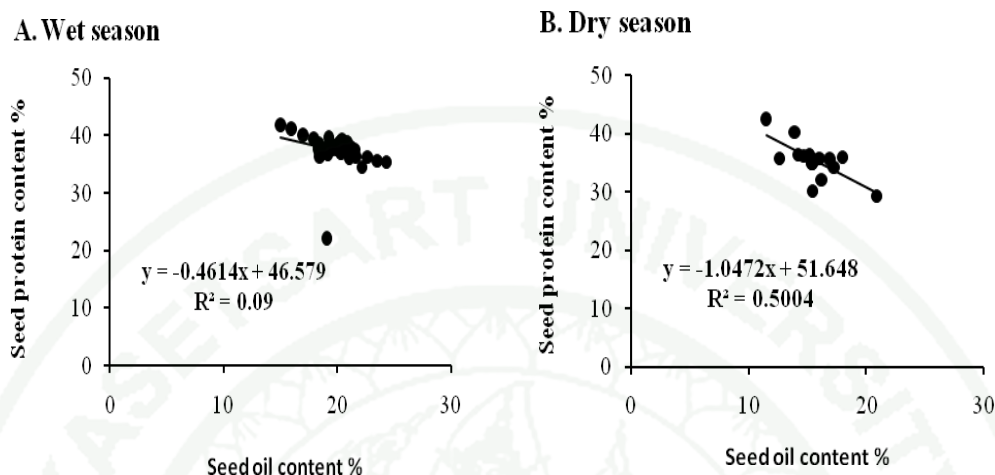 A. Wet season
50
40
30
20
10
0
0 10 20 30
Seed protein content %
Seed oil content %
y = -0.4614x + 46.579
R² = 0.09
B. Dry season
50
40
30
20
10
0
0 10 20 30
Seed protein content %
Seed oil content %
y = -1.0472x + 51.648
R² = 0.5004
KASETSART UNIVERSITY